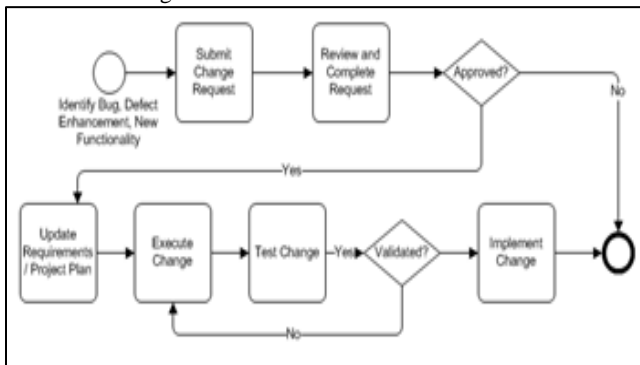 Submit
Change
Request
Review and
Complete
Request
Approved?
No
Identify Bug, Defect
Enhancement, New
Functionality
Yes
Update
Requirements
/ Project Plan
Execute
Change
Test Change
Yes
Validated?
Implement
Change
No